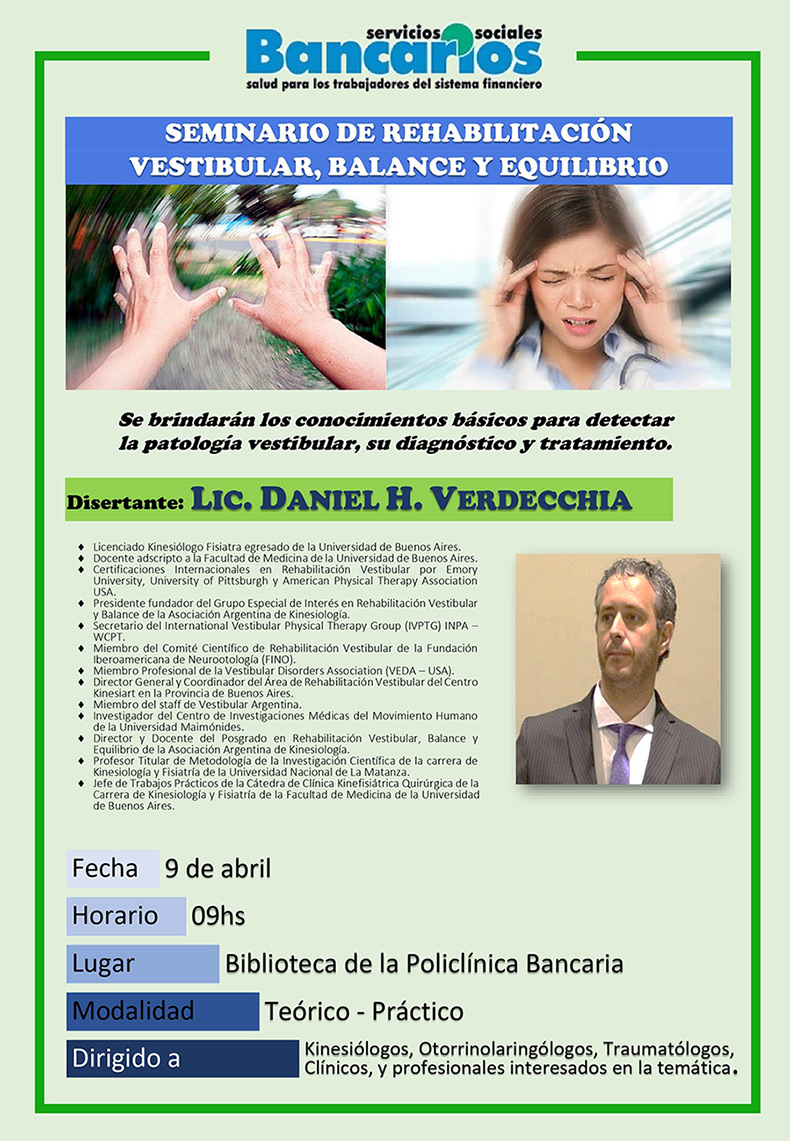 servicios sociales
Bancarios
salud para los trabajadores del sistema financiero
SEMINARIO DE REHABILITACIÓN
VESTIBULAR, BALANCE Y EQUILIBRIO
Se brindarán los conocimientos básicos para detectar
la patología vestibular, su diagnóstico y tratamiento.
Disertante: LIC. DANIEL H. VERDECCHIA
♦ Licenciado Kinesiólogo Fisiatra egresado de la Universidad de Buenos Aires.
♦ Docente adscripto a la Facultad de Medicina de la Universidad de Buenos Aires.
♦ Certificaciones Internacionales en Rehabilitación Vestibular por Emory
University, University of Pittsburgh y American Physical Therapy Association
USA.
♦ Presidente fundador del Grupo Especial de Interés en Rehabilitación Vestibular
y Balance de la Asociación Argentina de Kinesiología.
♦ Secretario del International Vestibular Physical Therapy Group (IVPTG) INPA –
WCPT.
♦ Miembro del Comité Científico de Rehabilitación Vestibular de la Fundación
Iberoamericana de Neurootología (FINO).
♦ Miembro Profesional de la Vestibular Disorders Association (VEDA – USA).
♦ Director General y Coordinador del Área de Rehabilitación Vestibular del Centro
Kinesiart en la Provincia de Buenos Aires.
♦ Miembro del staff de Vestibular Argentina.
♦ Investigador del Centro de Investigaciones Médicas del Movimiento Humano
de la Universidad Maimónides.
♦ Director y Docente del Posgrado en Rehabilitación Vestibular, Balance y
Equilibrio de la Asociación Argentina de Kinesiología.
♦ Profesor Titular de Metodología de la Investigación Científica de la carrera de
Kinesiología y Fisiatría de la Universidad Nacional de La Matanza.
♦ Jefe de Trabajos Prácticos de la Cátedra de Clínica Kinefisiátrica Quirúrgica de la
Carrera de Kinesiología y Fisiatría de la Facultad de Medicina de la Universidad
de Buenos Aires.
Fecha 9 de abril
Horario 09hs
Lugar Biblioteca de la Policlínica Bancaria
Modalidad Teórico - Práctico
Dirigido a Kinesiólogos, Otorrinolaringólogos, Traumatólogos,
Clínicos, y profesionales interesados en la temática.